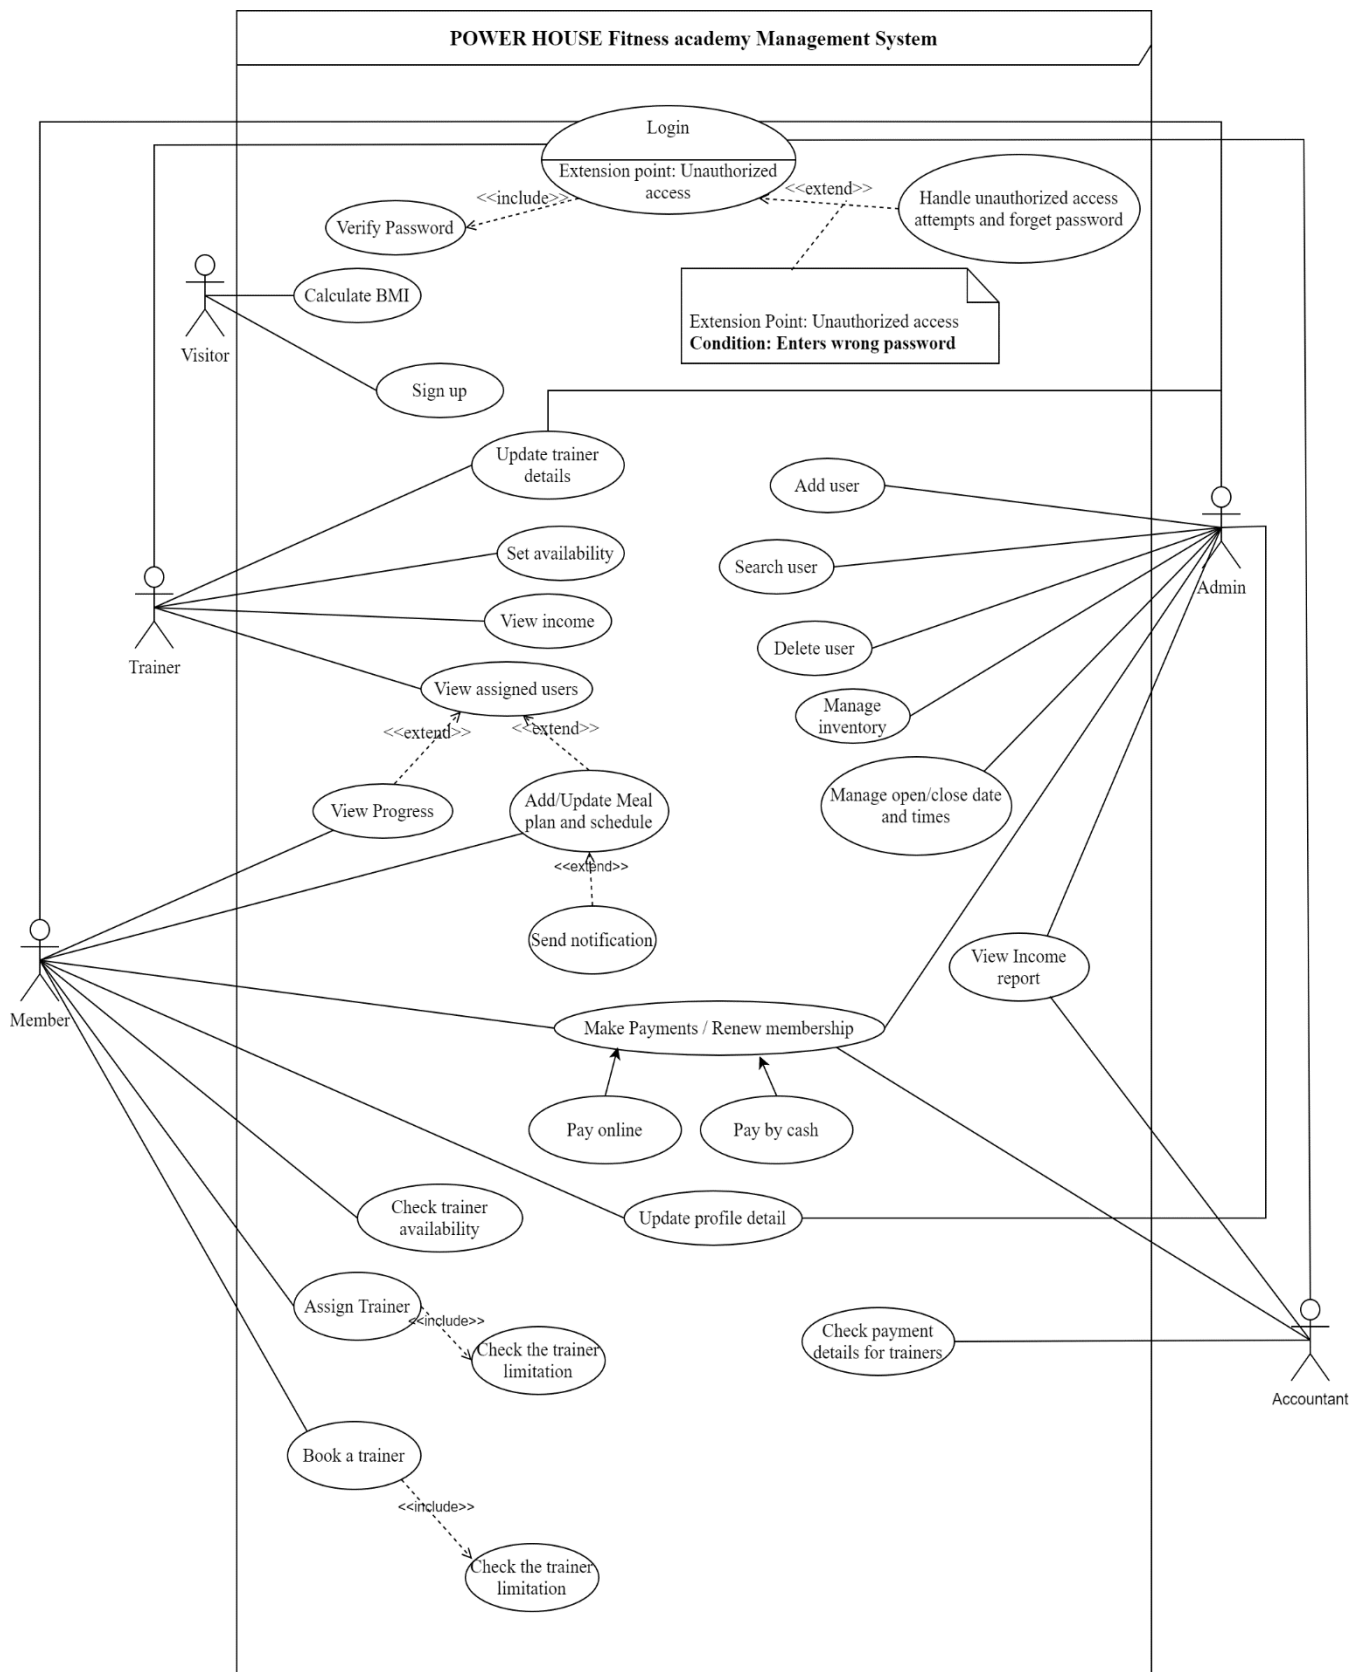 POWER HOUSE Fitness academy Management System
Login
Extension point: Unauthorized
access
<<include>>
<<extend>>
Handle unauthorized access
attempts and forget password
Verify Password
Calculate BMI
Visitor
Extension Point: Unauthorized access
Condition: Enters wrong password
Sign up
Update trainer
details
Add user
Set availability
Search user
Admin
View income
Trainer
Delete user
View assigned users
Manage
inventory
<<extend>>
<<extend>>
Manage open/close date
and times
View Progress
Add/Update Meal
plan and schedule
<<extend>>
Send notification
View Income
report
Member
Make Payments / Renew membership
Pay online
Pay by cash
Check trainer
availability
Update profile detail
Assign Trainer
<<include>>
Check the trainer
limitation
Check payment
details for trainers
Accountant
Book a trainer
<<include>>
Check the trainer
limitation